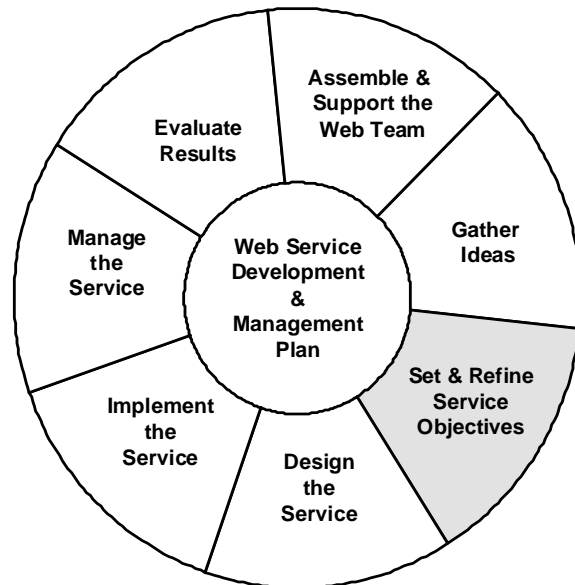 Assemble &
Support the
Web Team
Gather
Ideas
Set & Refine
Service
Objectives
Design
the
Service
Implement
the
Service
Manage
the
Service
Evaluate
Results
Web Service
Development
&
Management
Plan